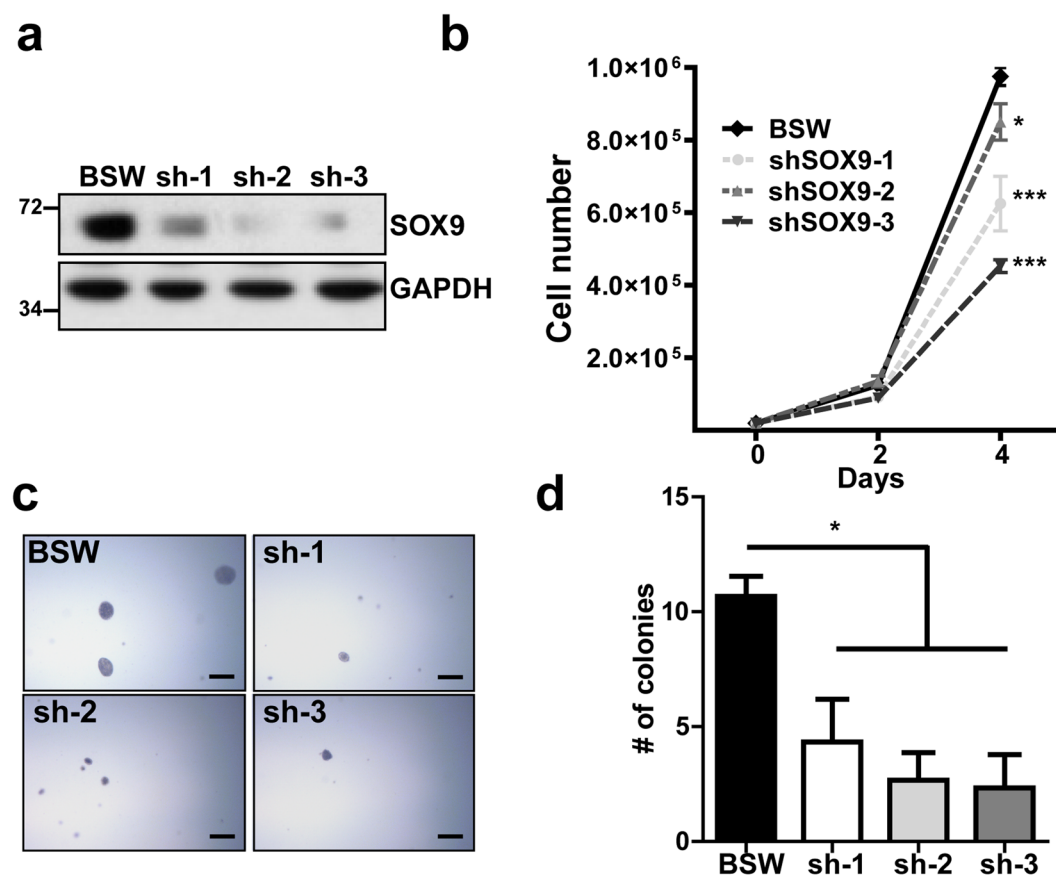 a
BSW sh-1 sh-2 sh-3
72
SOX9
GAPDH
34
b
1.0×10⁶
8.0×10⁵
6.0×10⁵
4.0×10⁵
2.0×10⁵
Cell number
BSW
shSOX9-1
shSOX9-2
shSOX9-3
*
***
***
0 2 4
Days
c
BSW
sh-1
sh-2
sh-3
d
15
10
5
0
# of colonies
*
BSW sh-1 sh-2 sh-3